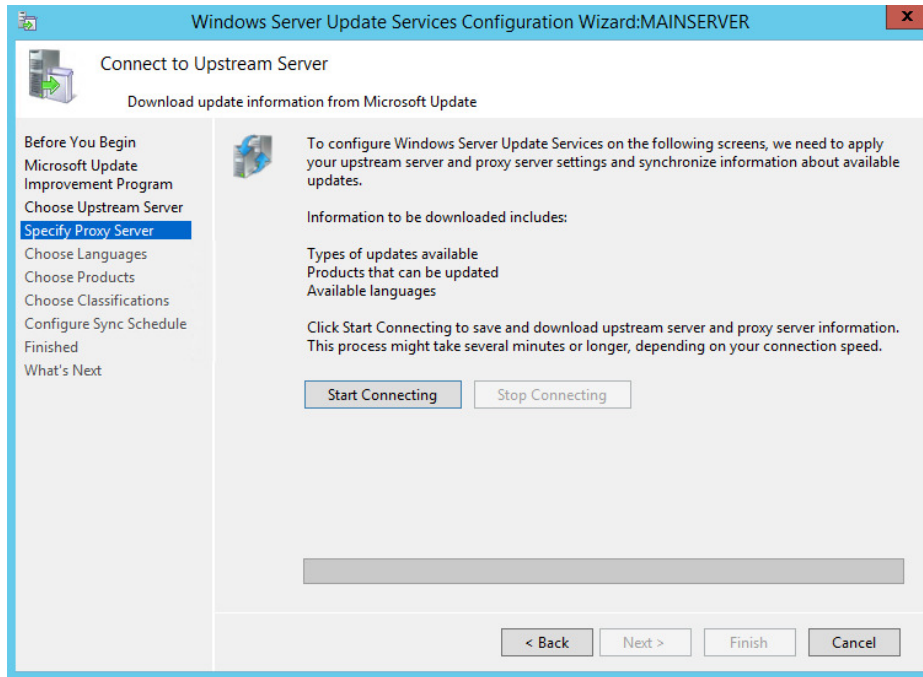 Windows Server Update Services Configuration Wizard:MAINSERVER
x
Connect to Upstream Server
Download update information from Microsoft Update
Before You Begin
Microsoft Update
Improvement Program
Choose Upstream Server
Specify Proxy Server
Choose Languages
Choose Products
Choose Classifications
Configure Sync Schedule
Finished
What's Next
To configure Windows Server Update Services on the following screens, we need to apply
your upstream server and proxy server settings and synchronize information about available
updates.
Information to be downloaded includes:
Types of updates available
Products that can be updated
Available languages
Click Start Connecting to save and download upstream server and proxy server information.
This process might take several minutes or longer, depending on your connection speed.
Start Connecting
Stop Connecting
< Back
Next >
Finish
Cancel